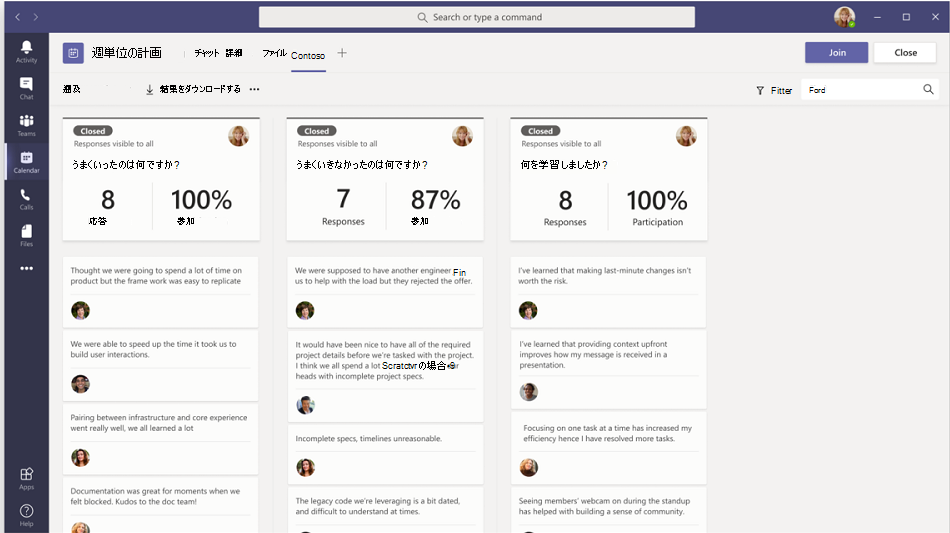 Search or type a command
Activity
Chat
Teams
Calendar
Calls
Files
Apps
Help
週単位の計画
チャット 詳細 ファイル Contoso
Join
Close
結果をダウンロードする
Fitter
Ford
Closed
Responses visible to all
うまくいったのは何ですか?
8
応答
100%
参加
Thought we were going to spend a lot of time on
product but the frame work was easy to replicate
We were able to speed up the time it took us to
build user interactions.
Pairing between infrastructure and core experience
went really well, we all learned a lot
Documentation was great for moments when we
felt blocked. Kudos to the doc team!
Closed
Responses visible to all
うまくいきなかったのは何ですか?
7
Responses
87%
参加
We were supposed to have another engineer Fin
us to help with the load but they rejected the offer.
It would have been nice to have all of the required
project details before we're tasked with the project.
I think we all spend a lot の場合
heads with incomplete project specs.
Incomplete specs, timelines unreasonable.
The legacy code we're leveraging is a bit dated,
and difficult to understand at times.
Closed
Responses visible to all
何を学習しましたか?
8
Responses
100%
Participation
I've learned that making last-minute changes isn't
worth the risk.
I've learned that providing context upfront
improves how my message is received in a
presentation.
Focusing on one task at a time has increased my
efficiency hence I have resolved more tasks.
Seeing members' webcam on during the standup
has helped with building a sense of community.